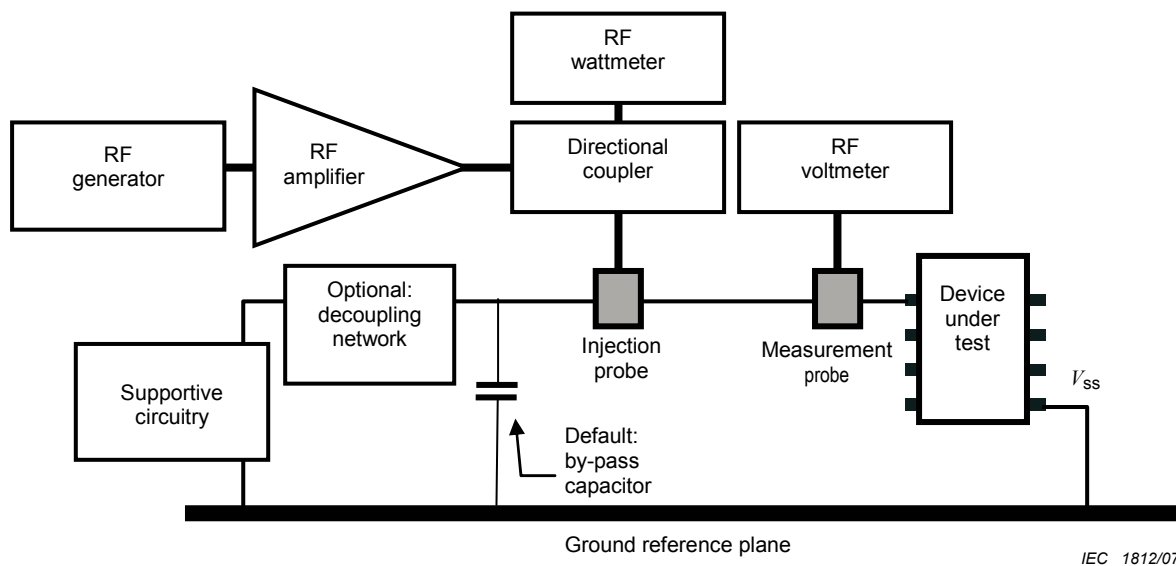 RF
wattmeter
RF
generator
RF
amplifier
Directional
coupler
RF
voltmeter
Optional:
decoupling
network
Injection
probe
Measurement
probe
Device
under
test
Vss
Supportive
circuitry
Default:
by-pass
capacitor
Ground reference plane
IEC 1812/07